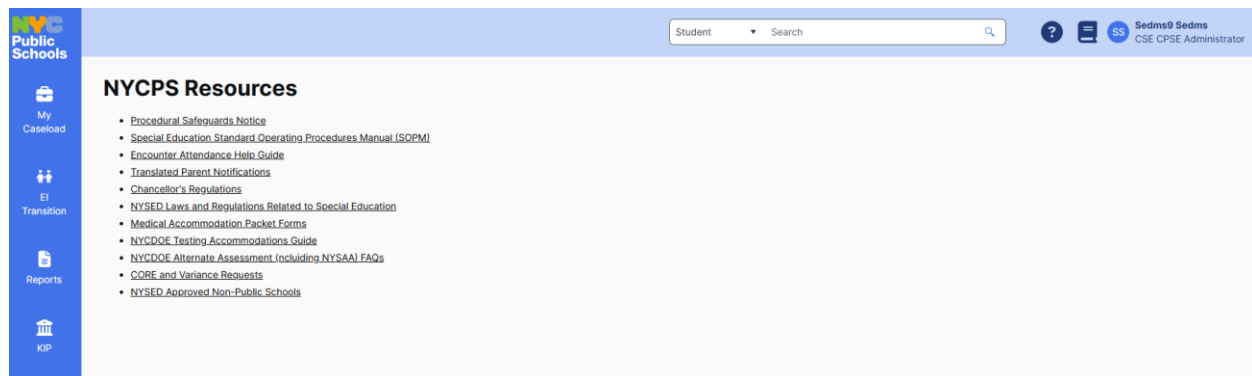 NYC
Public
Schools
Student
Search
?
SS
Sedms9 Sedms
CSE CPSE Administrator
My
Caseload
EI
Transition
Reports
KIP
NYCPS Resources
• Procedural Safeguards Notice
• Special Education Standard Operating Procedures Manual (SOPM)
• Encounter Attendance Help Guide
• Translated Parent Notifications
• Chancellor's Regulations
• NYSED Laws and Regulations Related to Special Education
• Medical Accommodation Packet Forms
• NYCDOE Testing Accommodations Guide
• NYCDOE Alternate Assessment (ncluiding NYSAA) FAQs
• CORE and Variance Requests
• NYSED Approved Non-Public Schools